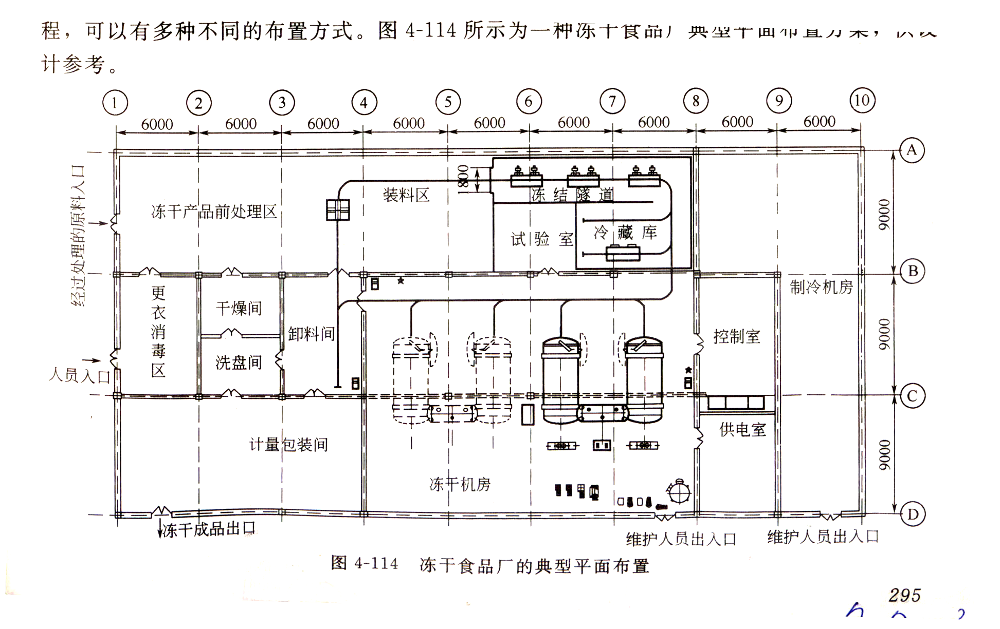 程，可以有多种不同的布置方式。图 4-114 所示为一种冻干食品厂典型平面布置方案，供设
计参考。
1 2 3 4 5 6 7 8 9 10
6000 6000 6000 6000 6000 6000 6000 6000 6000
A
经过处理的原料入口
1800
装料区
冻结隧道
冻干产品前处理区
9000
试验室
冷藏库
B
更衣消毒区
干燥间
制冷机房
卸料间
控制室
9000
洗盘间
人员入口
C
供电室
计量包装间
9000
冻干机房
D
冻干成品出口
维护人员出入口
维护人员出入口
图 4-114 冻干食品厂的典型平面布置
295